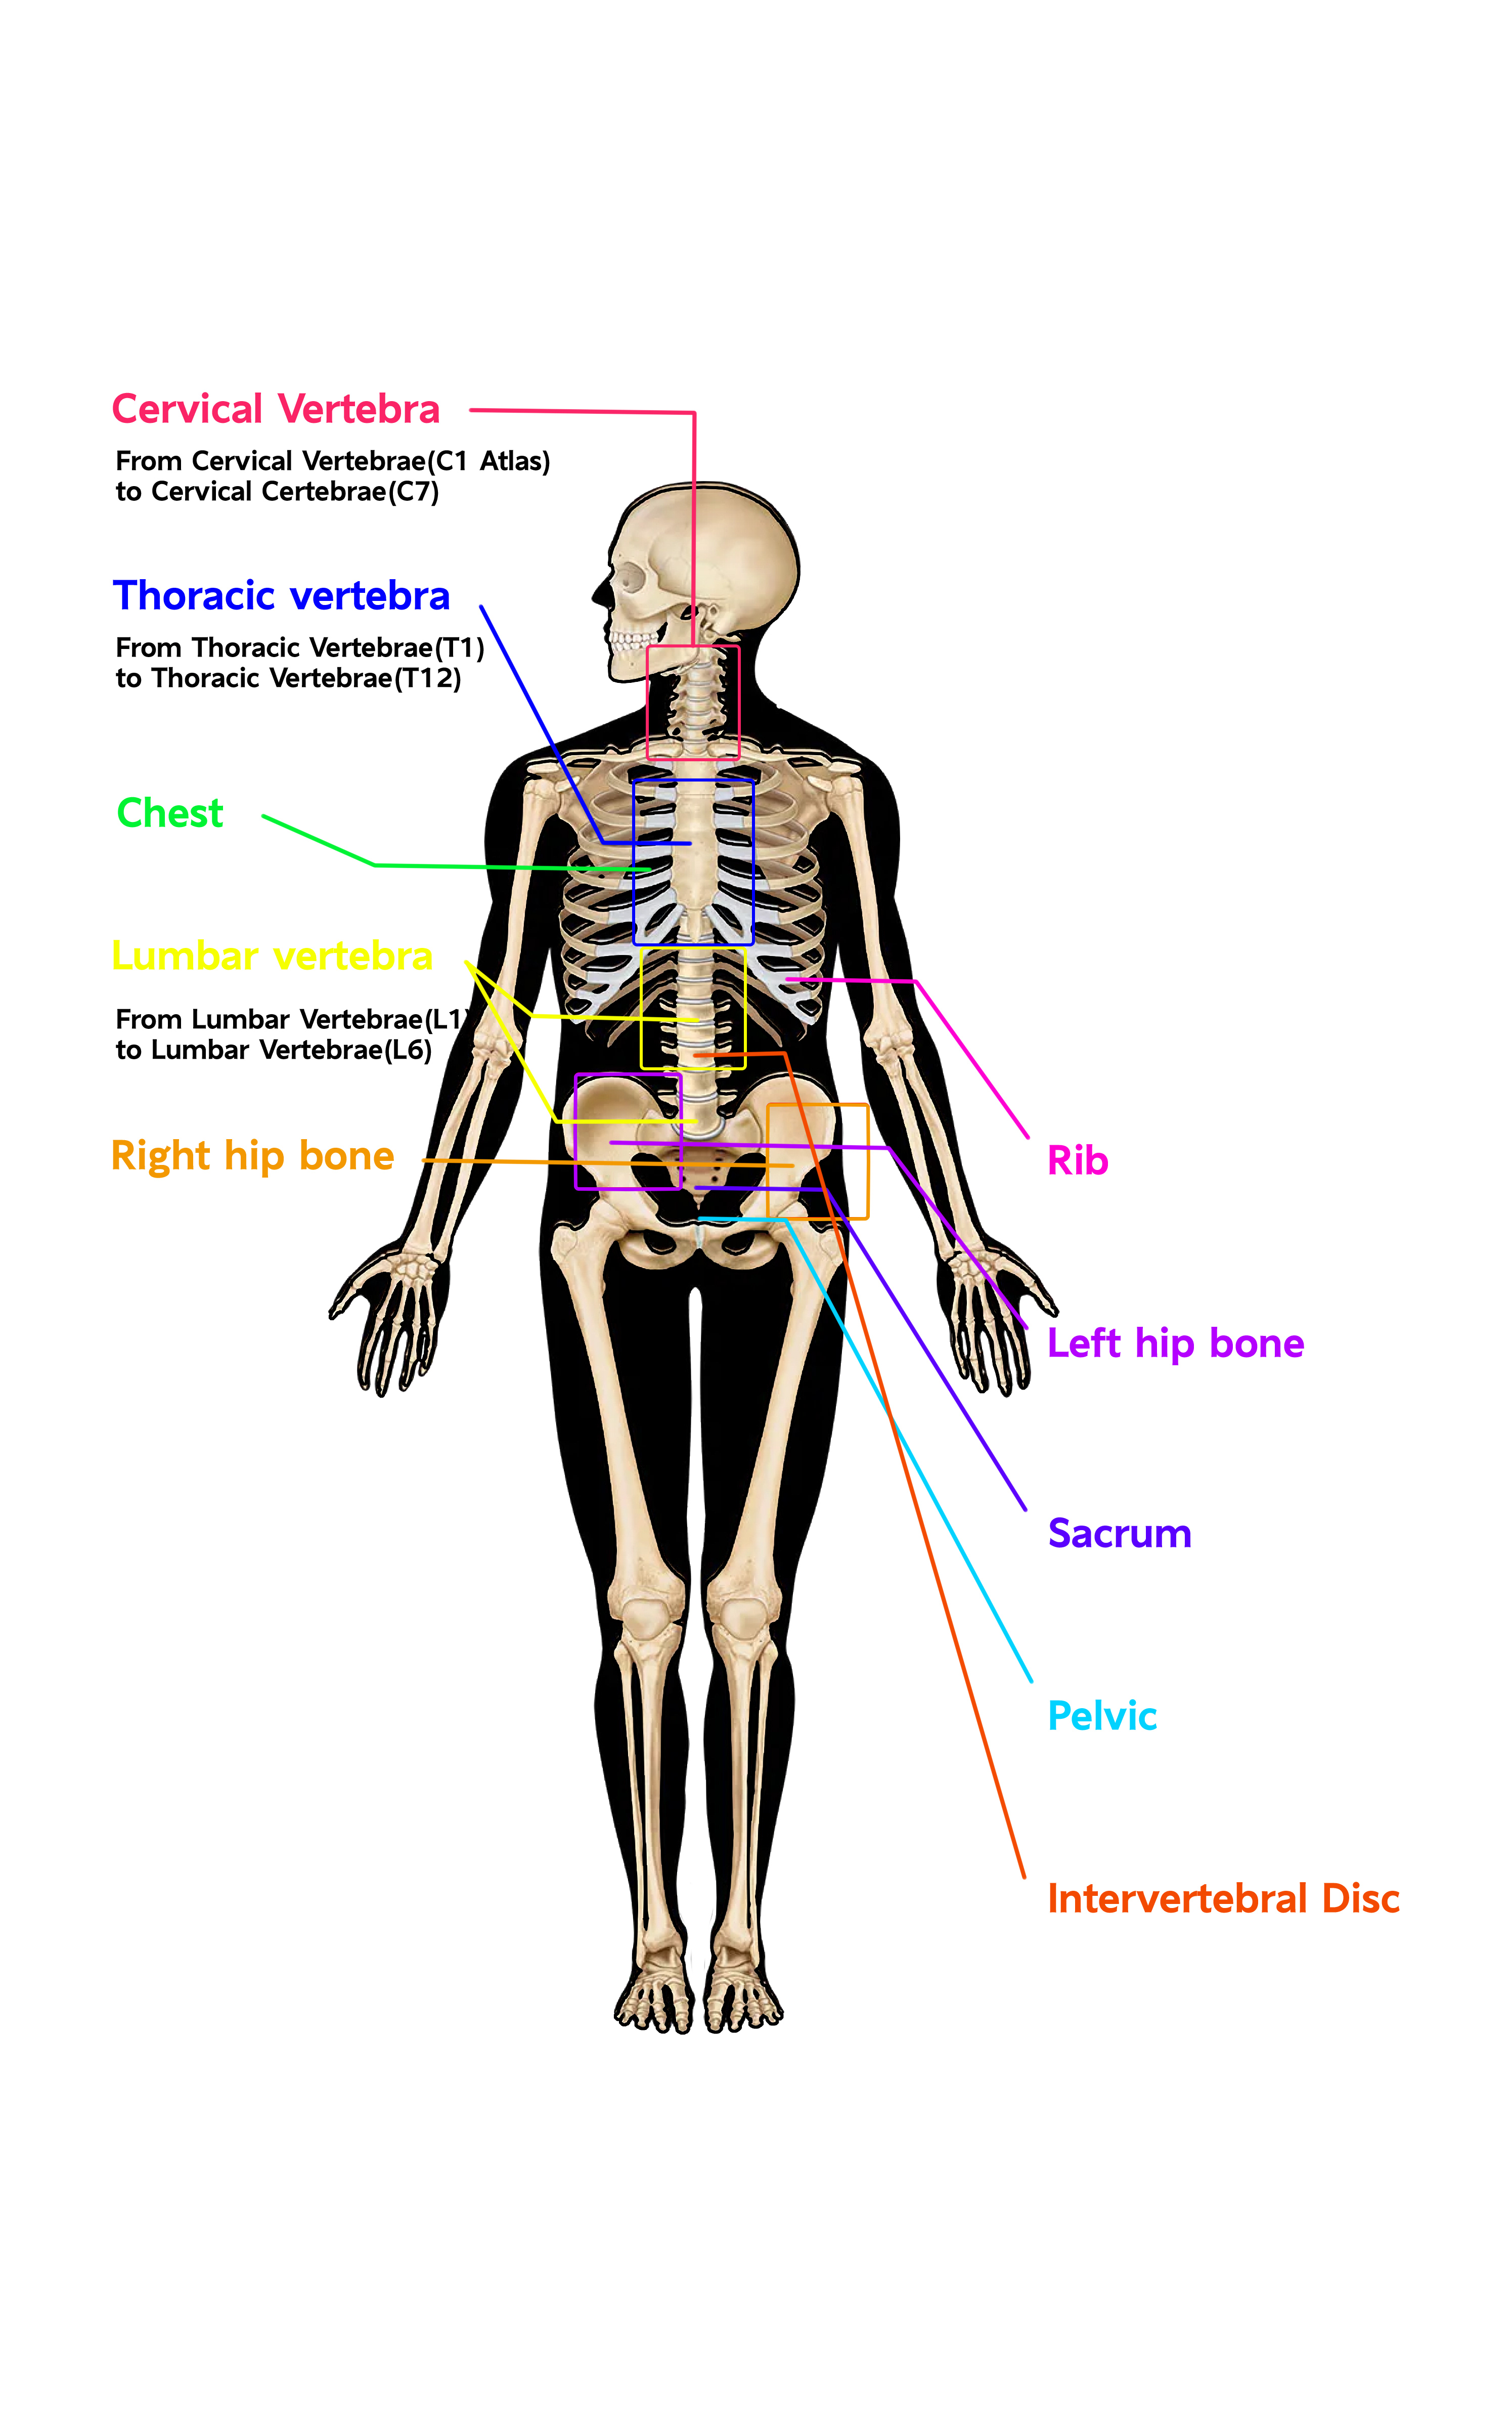 Cervical Vertebra
From Cervical Vertebrae(C1 Atlas)
to Cervical Certebrae(C7)
Thoracic vertebra
From Thoracic Vertebrae(T1)
to Thoracic Vertebrae(T12)
Chest
Lumbar vertebra
From Lumbar Vertebrae(L1)
to Lumbar Vertebrae(L6)
Right hip bone
Rib
Left hip bone
Sacrum
Pelvic
Intervertebral Disc